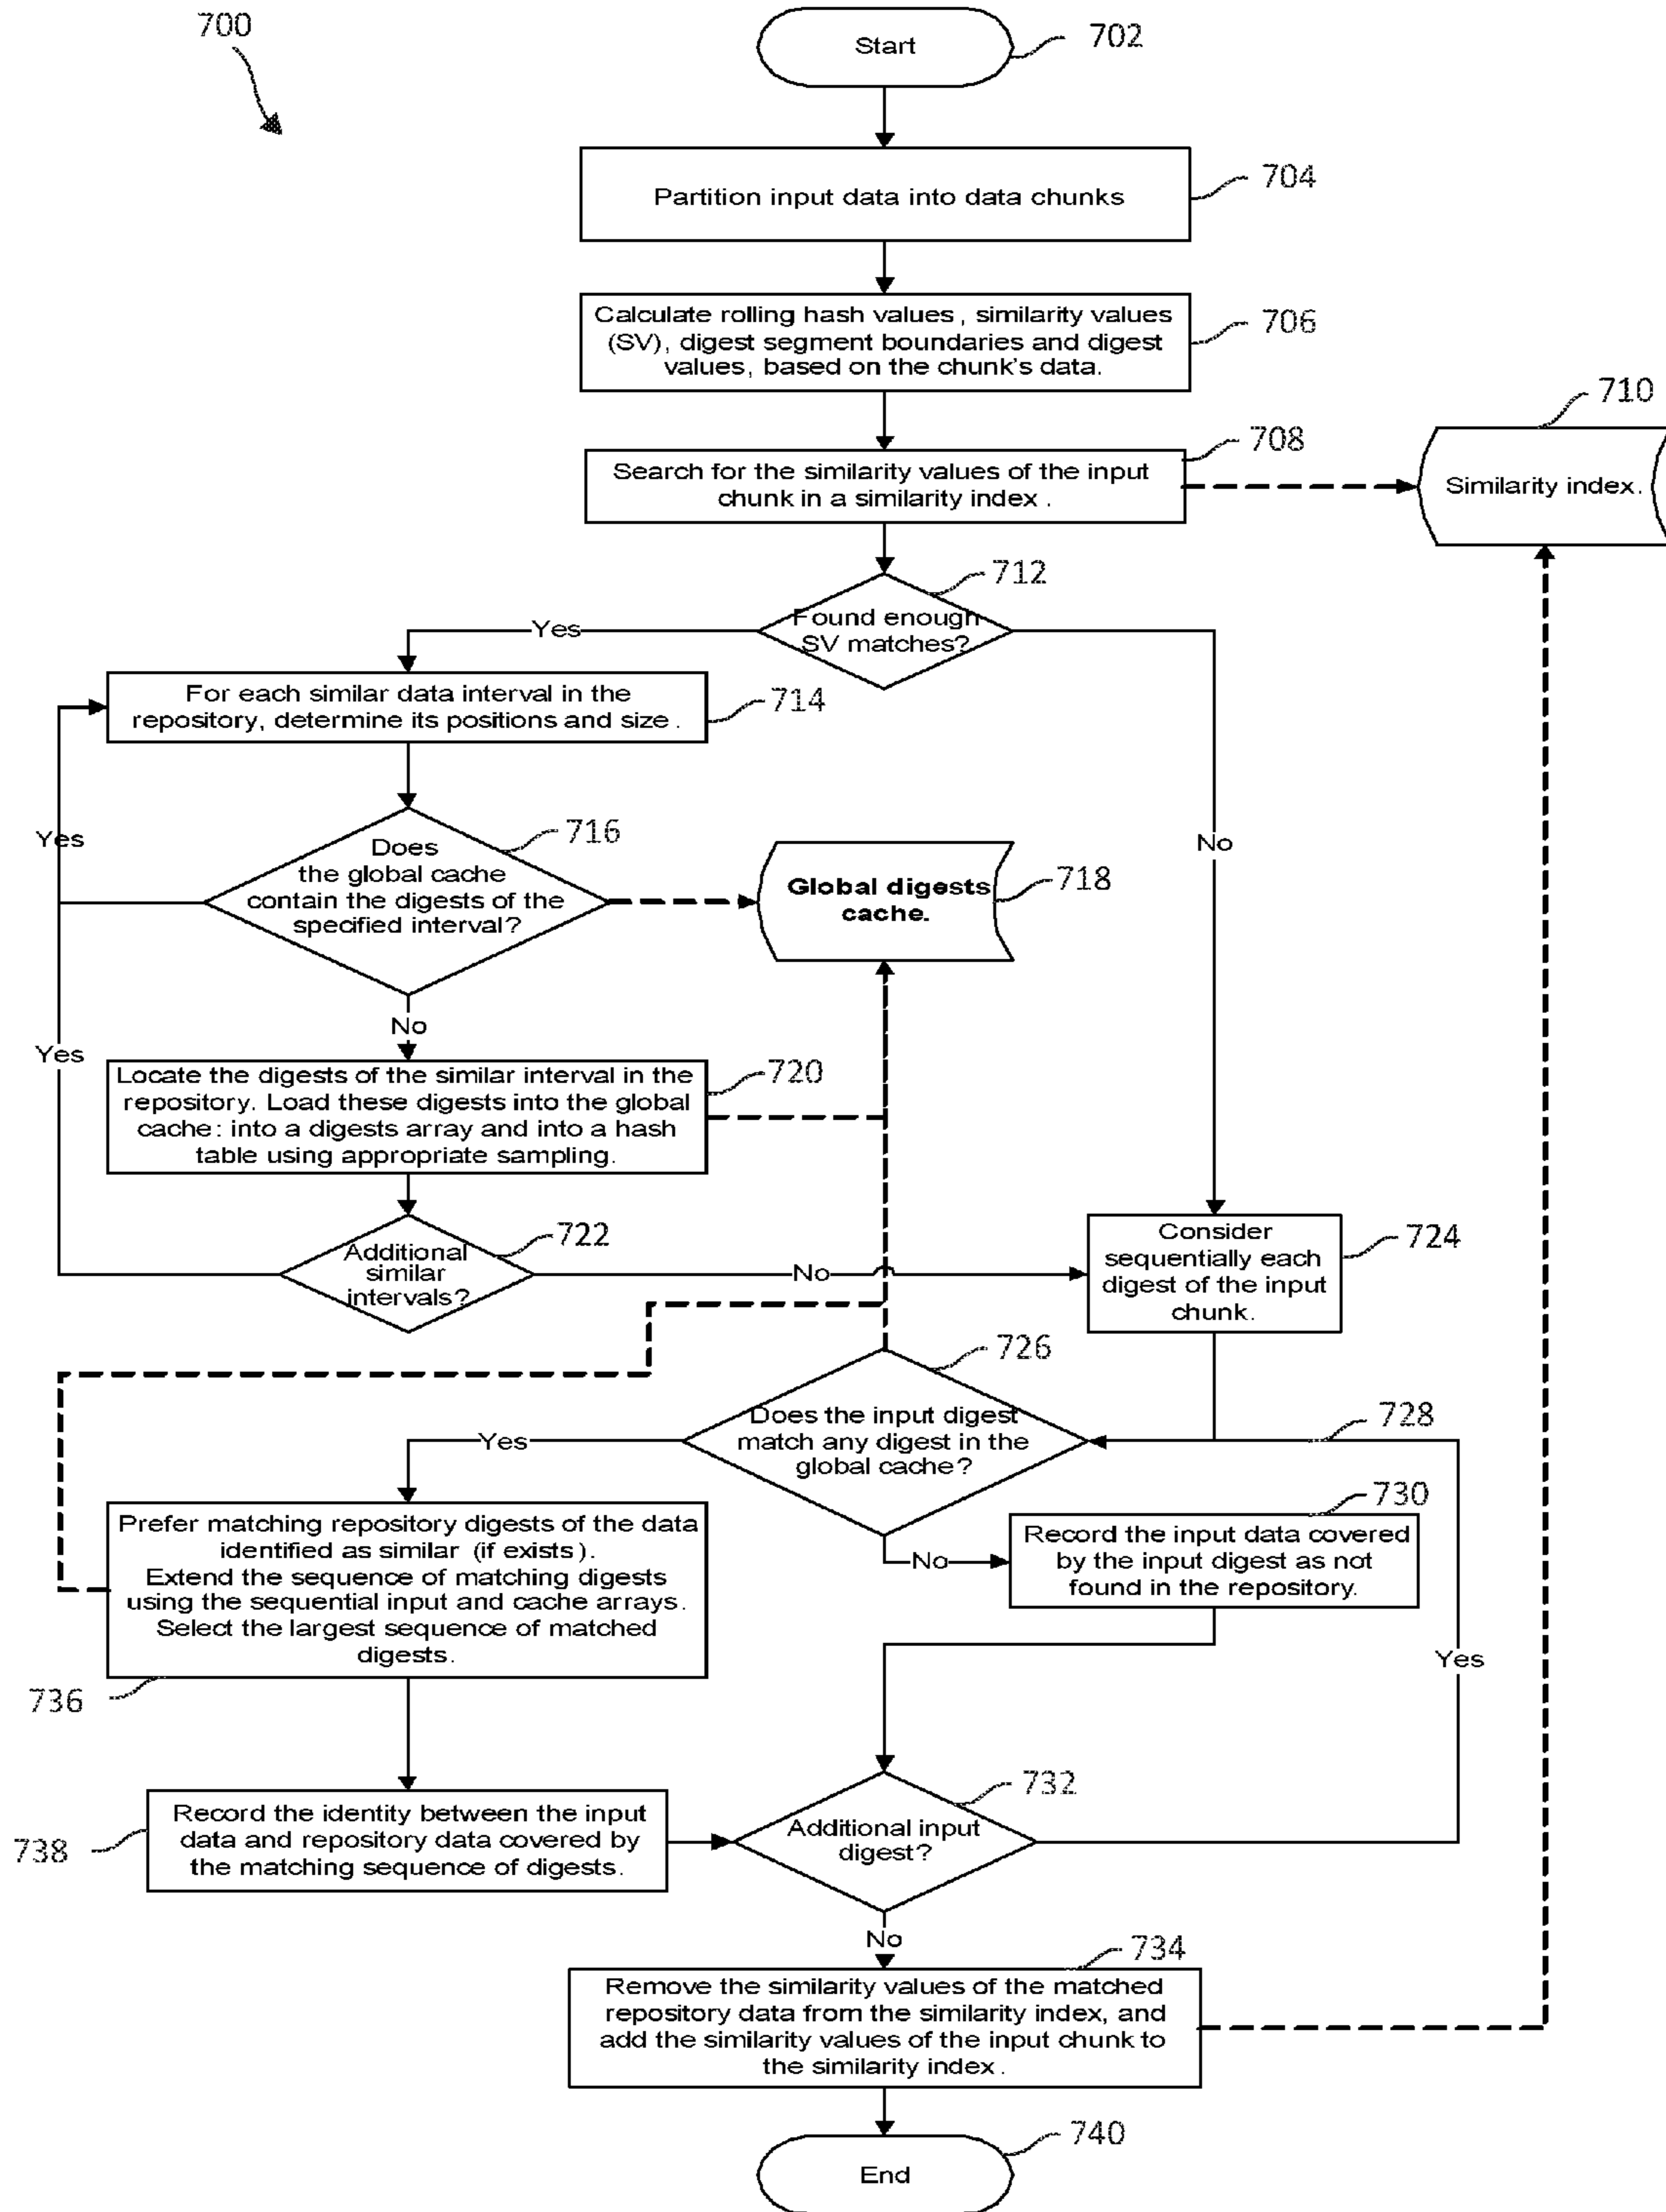 700
Start
702
Partition input data into data chunks
704
Calculate rolling hash values , similarity values
(SV), digest segment boundaries and digest
values, based on the chunk's data.
706
710
Search for the similarity values of the input
chunk in a similarity index .
708
Similarity index.
712
Found enough
SV matches?
Yes
For each similar data interval in the
repository, determine its positions and size .
714
Yes
Does
the global cache
contain the digests of the
specified interval?
716
Global digests
cache.
718
No
No
Yes
Locate the digests of the similar interval in the
repository. Load these digests into the global
cache: into a digests array and into a hash
table using appropriate sampling.
720
Additional
similar
intervals?
722
No
Consider
sequentially each
digest of the input
chunk.
724
726
Does the input digest
match any digest in the
global cache?
728
Yes
730
Prefer matching repository digests of the data
identified as similar (if exists).
Extend the sequence of matching digests
using the sequential input and cache arrays.
Select the largest sequence of matched
digests.
No
Record the input data covered
by the input digest as not
found in the repository.
Yes
736
732
738
Record the identity between the input
data and repository data covered by
the matching sequence of digests.
Additional input
digest?
No
734
Remove the similarity values of the matched
repository data from the similarity index, and
add the similarity values of the input chunk to
the similarity index .
740
End